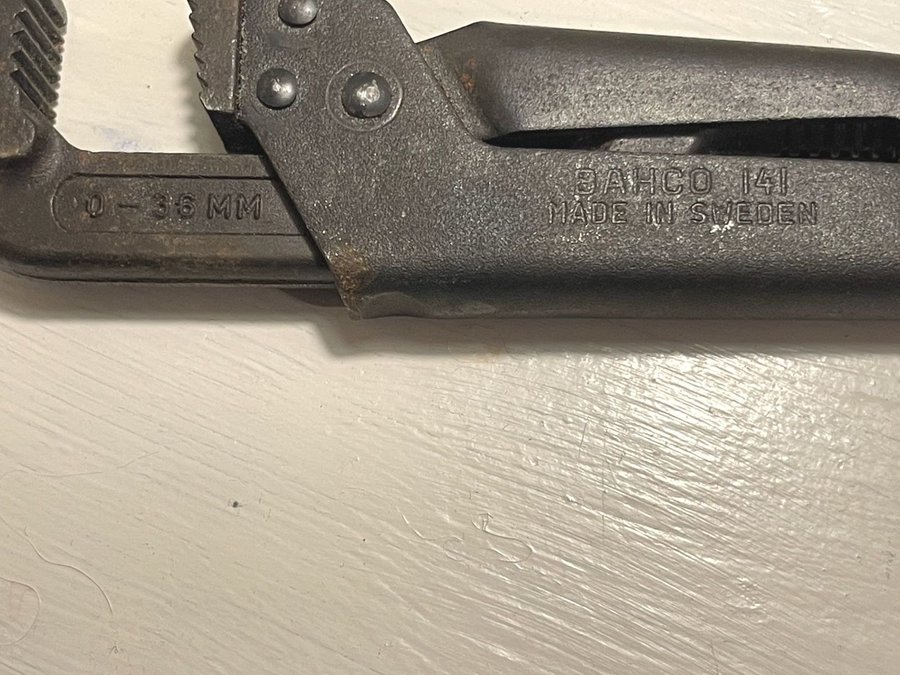 BAHCO 141
MADE IN SWEDEN
0 - 36 MM